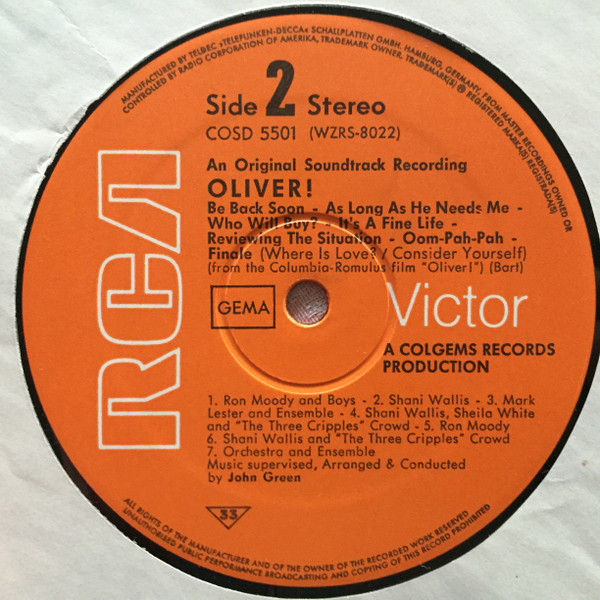 MANUFACTURED BY TELDEC »TELEFUNKEN-DECCA« SCHALLPLATTEN GMBH, HAMBURG, GERMANY, FROM MASTER RECORDINGS OWNED OR
CONTROLLED BY RADIO CORPORATION OF AMERIKA, TRADEMARK OWNER. TRADEMARK(S) ® REGISTERED MARKA(S) REGISTRADA(S)
Side 2 Stereo
COSD 5501 (WZRS-8022)
An Original Soundtrack Recording
OLIVER!
Be Back Soon - As Long As He Needs Me -
Who Will Buy? - It's A Fine Life -
Reviewing The Situation - Oom-Pah-Pah -
Finale (Where Is Love? / Consider Yourself)
(from the Columbia-Romulus film "Oliver!") (Bart)
RCA
GEMA
Victor
A COLGEMS RECORDS
PRODUCTION
1. Ron Moody and Boys - 2. Shani Wallis - 3. Mark
Lester and Ensemble - 4. Shani Wallis, Sheila White
and "The Three Cripples" Crowd - 5. Ron Moody
6. Shani Wallis and "The Three Cripples" Crowd
7. Orchestra and Ensemble
Music supervised, Arranged & Conducted
by John Green
33
ALL RIGHTS OF THE MANUFACTURER AND OF THE OWNER OF THE RECORDED WORK RESERVED
UNAUTHORISED PUBLIC PERFORMANCE BROADCASTING AND COPYING OF THIS RECORD PROHIBITED